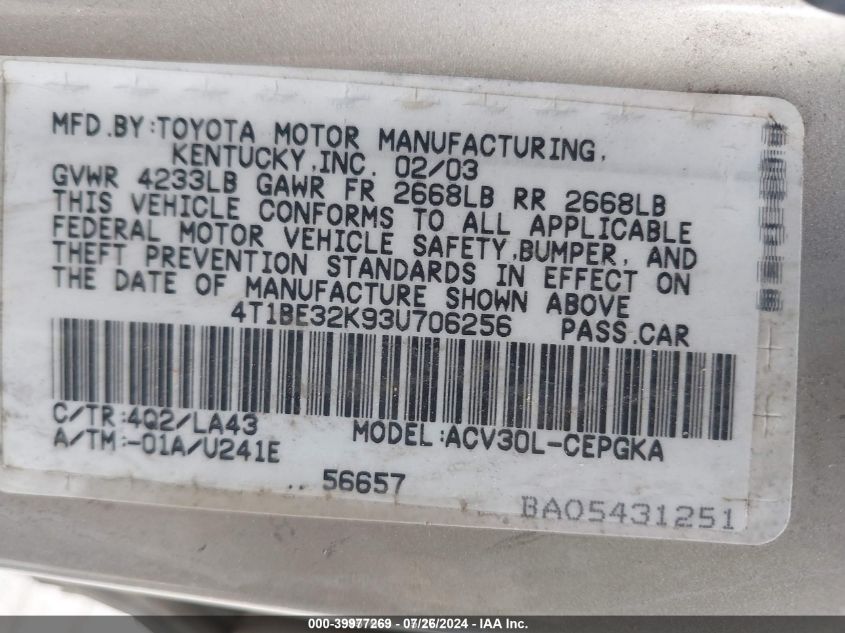 MFD.BY:TOYOTA MOTOR MANUFACTURING,
KENTUCKY,INC. 02/03
GVWR 4233LB GAWR FR 2668LB RR 2668LB
THIS VEHICLE CONFORMS TO ALL APPLICABLE
FEDERAL MOTOR VEHICLE SAFETY,BUMPER, AND
THEFT PREVENTION STANDARDS IN EFFECT ON
THE DATE OF MANUFACTURE SHOWN ABOVE
4T1BE32K93U706256 PASS.CAR
C/TR:4Q2/LA43
A/TM:-01A/U241E
MODEL:ACV30L-CEPGKA
56657
BA05431251
000-39977269 - 07/26/2024 - IAA Inc.